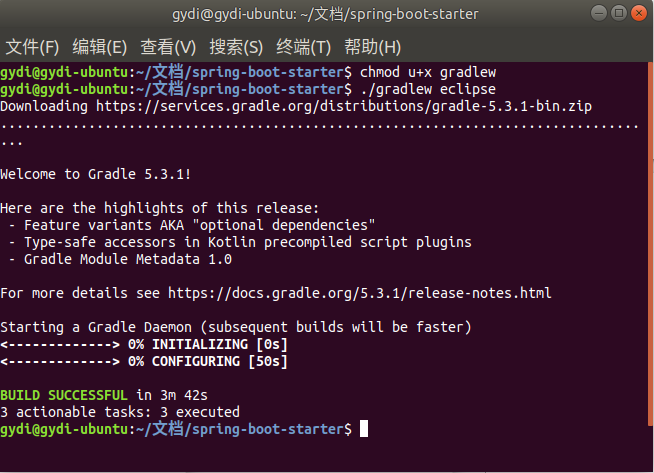 gydi@gydi-ubuntu: ~/文档/spring-boot-starter
文件(F) 编辑(E) 查看(V) 搜索(S) 终端(T) 帮助(H)
gydi@gydi-ubuntu:~/文档/spring-boot-starter$ chmod u+x gradlew
gydi@gydi-ubuntu:~/文档/spring-boot-starter$ ./gradlew eclipse
Downloading https://services.gradle.org/distributions/gradle-5.3.1-bin.zip
................................................................................
...
Welcome to Gradle 5.3.1!
Here are the highlights of this release:
 - Feature variants AKA "optional dependencies"
 - Type-safe accessors in Kotlin precompiled script plugins
 - Gradle Module Metadata 1.0
For more details see https://docs.gradle.org/5.3.1/release-notes.html
Starting a Gradle Daemon (subsequent builds will be faster)
<-------------> 0% INITIALIZING [0s]
<-------------> 0% CONFIGURING [50s]
BUILD SUCCESSFUL in 3m 42s
3 actionable tasks: 3 executed
gydi@gydi-ubuntu:~/文档/spring-boot-starter$